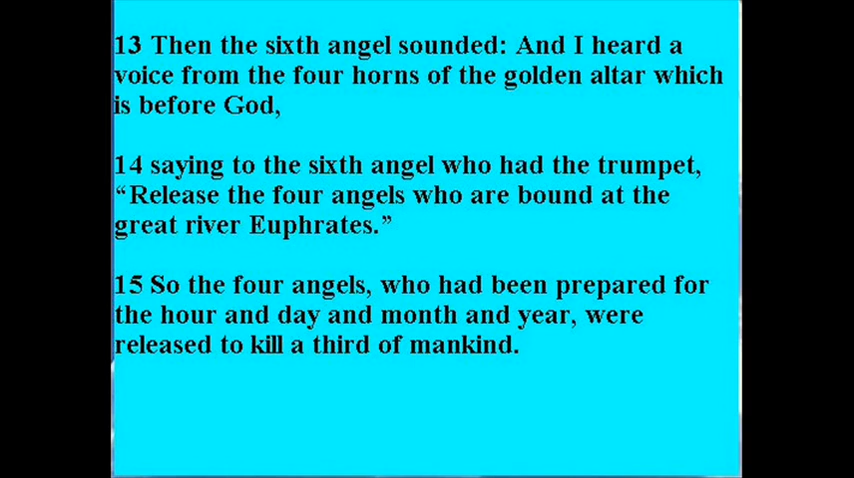 13 Then the sixth angel sounded: And I heard a
voice from the four horns of the golden altar which
is before God,
14 saying to the sixth angel who had the trumpet,
“Release the four angels who are bound at the
great river Euphrates.”
15 So the four angels, who had been prepared for
the hour and day and month and year, were
released to kill a third of mankind.